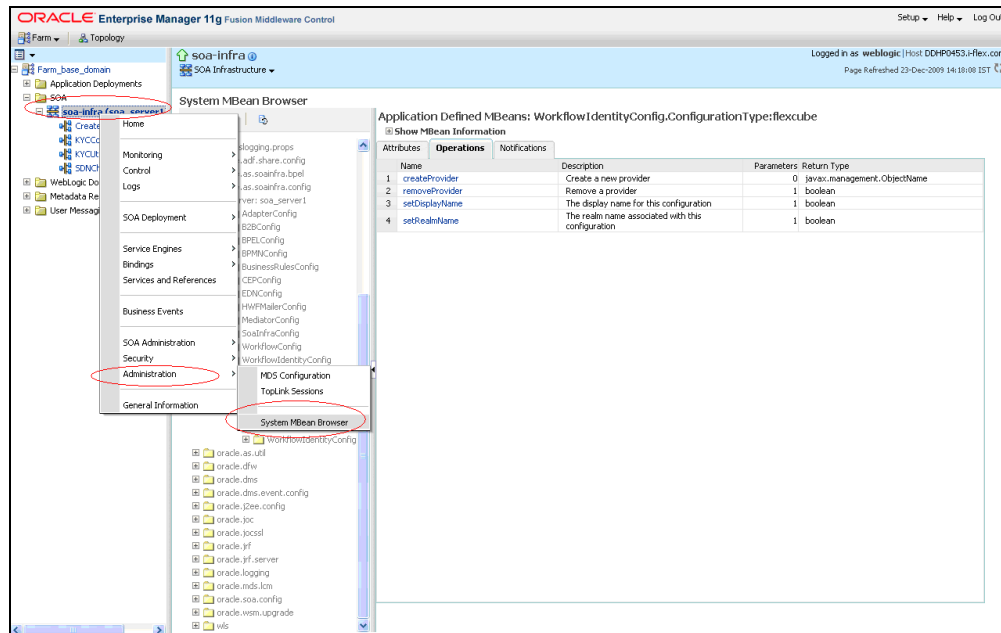 ORACLE Enterprise Manager 11g Fusion Middleware Control
Setup Help Log Out
Farm Topology
soa-infra
Logged in as weblogic|Host DDHP0453.i-flex.com
SOA Infrastructure
Page Refreshed 23-Dec-2009 14:18:08 IST
Farm_base_domain
Application Deployments
SOA
soa-infra (soa_server1
Create
KYCCo
KYCUt
SDNCh
WebLogic Do
Metadata Re
User Messagi
Home
Monitoring
Control
Logs
SOA Deployment
Service Engines
Bindings
Services and References
Business Events
SOA Administration
Security
Administration
General Information
MDS Configuration
TopLink Sessions
System MBean Browser
System MBean Browser
slogging.props
.adf.share.config
.as.soainfra.bpel
.as.soainfra.config
rver: soa_server1
AdapterConfig
B2BConfig
BPELConfig
BPMNConfig
BusinessRulesConfig
CEPConfig
EDNConfig
HWFMailerConfig
MediatorConfig
SoaInfraConfig
WorkflowConfig
WorkflowIdentityConfig
WorkflowIdentityConfig
oracle.as.util
oracle.dfw
oracle.dms
oracle.dms.event.config
oracle.j2ee.config
oracle.joc
oracle.jocssl
oracle.jrf
oracle.jrf.server
oracle.logging
oracle.mds.lcm
oracle.soa.config
oracle.wsm.upgrade
wls
Application Defined MBeans: WorkflowIdentityConfig.ConfigurationType:flexcube
Show MBean Information
Attributes Operations Notifications
Name Description Parameters Return Type
1 createProvider Create a new provider 0 javax.management.ObjectName
2 removeProvider Remove a provider 1 boolean
3 setDisplayName The display name for this configuration 1 boolean
4 setRealmName The realm name associated with this
configuration 1 boolean